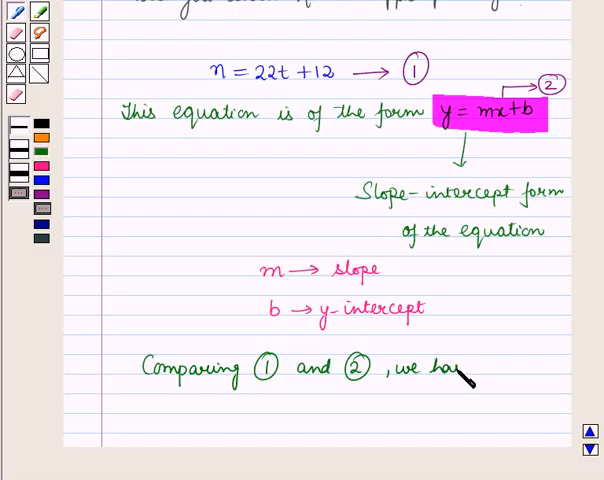 n = 22t + 12 → ①
②
This equation is of the form y = mx+b
Slope-intercept form
of the equation
m → slope
b → y-intercept
Comparing ① and ② , we hav